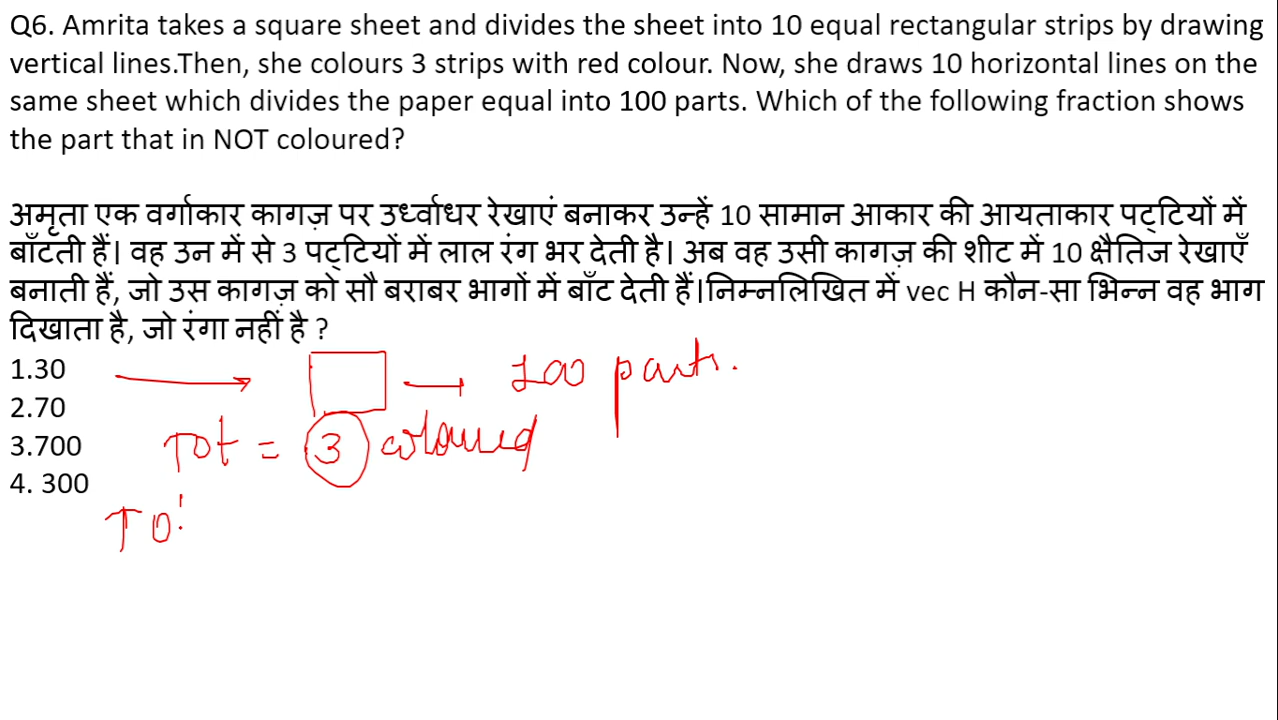 Q6. Amrita takes a square sheet and divides the sheet into 10 equal rectangular strips by drawing
vertical lines.Then, she colours 3 strips with red colour. Now, she draws 10 horizontal lines on the
same sheet which divides the paper equal into 100 parts. Which of the following fraction shows
the part that in NOT coloured?
अमृता एक वर्गाकार कागज़ पर उर्ध्वाधर रेखाएं बनाकर उन्हें 10 सामान आकार की आयताकार पट्टियों में
बाँटती हैं। वह उन में से 3 पट्टियों में लाल रंग भर देती है। अब वह उसी कागज़ की शीट में 10 क्षैतिज रेखाएँ
बनाती हैं, जो उस कागज़ को सौ बराबर भागों में बाँट देती हैं।निम्नलिखित में vec H कौन-सा भिन्न वह भाग
दिखाता है, जो रंगा नहीं है ?
1.30
100 parts.
2.70
3.700
Tot = 3 coloured
4. 300